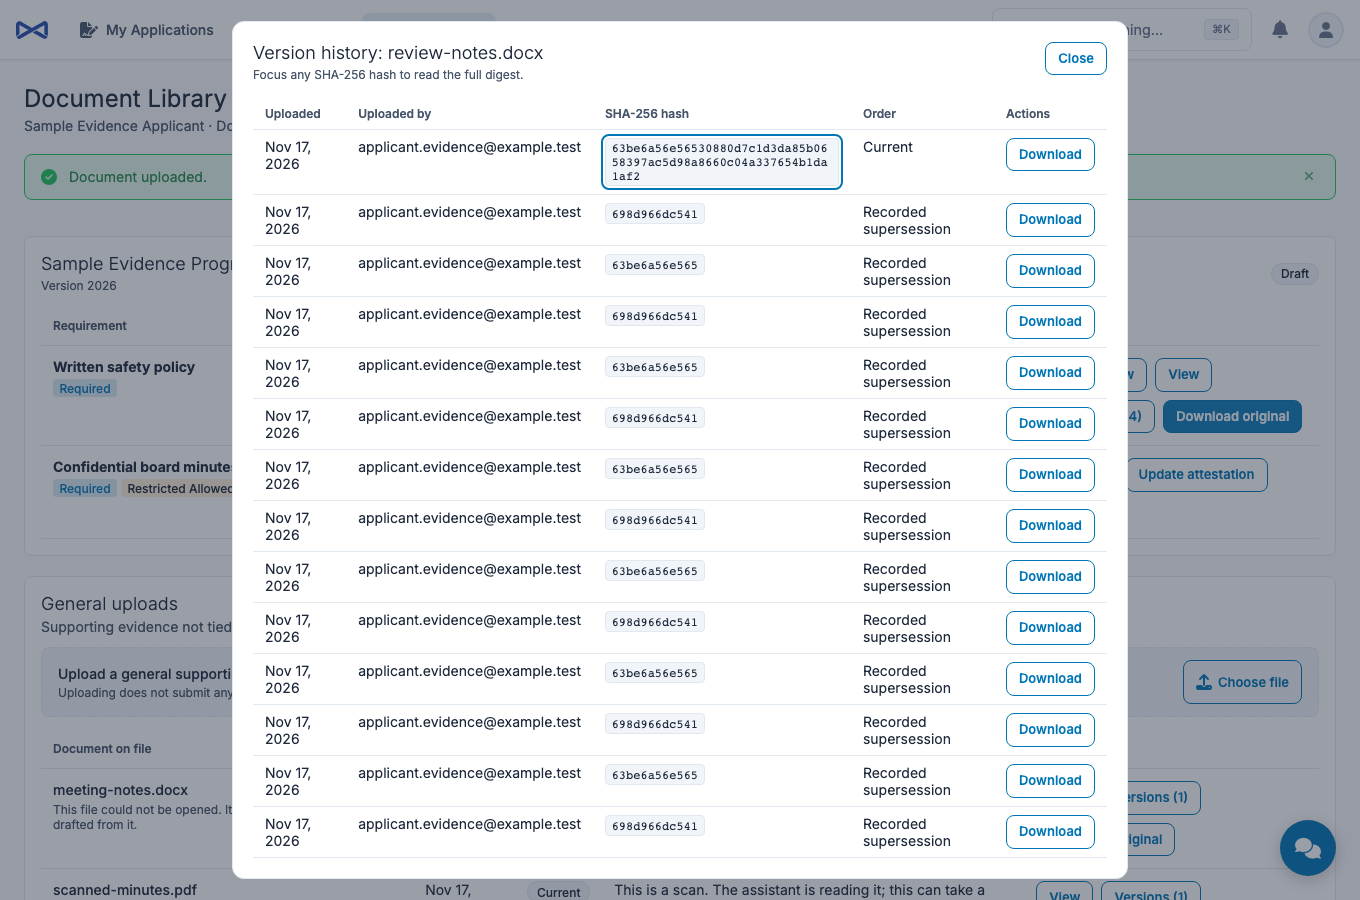 My Applications
ning...
⌘K
Document Library
Sample Evidence Applicant · Do
Document uploaded.
Sample Evidence Prog
Version 2026
Draft
Requirement
Written safety policy
Required
w
View
4)
Download original
Confidential board minutes
Required
Restricted Allowed
Update attestation
General uploads
Supporting evidence not tied
Upload a general supporti
Uploading does not submit any
Choose file
Document on file
meeting-notes.docx
This file could not be opened. It
drafted from it.
ersions (1)
iginal
scanned-minutes.pdf
Nov 17,
Current
This is a scan. The assistant is reading it; this can take a
View
Versions (1)
Version history: review-notes.docx
Focus any SHA-256 hash to read the full digest.
Close
Uploaded Uploaded by SHA-256 hash Order Actions
Nov 17, applicant.evidence@example.test 63be6a56e56530880d7c1d3da85b06 Current Download
2026 58397ac5d98a8660c04a337654b1da
1af2
Nov 17, applicant.evidence@example.test 698d966dc541 Recorded Download
2026 supersession
Nov 17, applicant.evidence@example.test 63be6a56e565 Recorded Download
2026 supersession
Nov 17, applicant.evidence@example.test 698d966dc541 Recorded Download
2026 supersession
Nov 17, applicant.evidence@example.test 63be6a56e565 Recorded Download
2026 supersession
Nov 17, applicant.evidence@example.test 698d966dc541 Recorded Download
2026 supersession
Nov 17, applicant.evidence@example.test 63be6a56e565 Recorded Download
2026 supersession
Nov 17, applicant.evidence@example.test 698d966dc541 Recorded Download
2026 supersession
Nov 17, applicant.evidence@example.test 63be6a56e565 Recorded Download
2026 supersession
Nov 17, applicant.evidence@example.test 698d966dc541 Recorded Download
2026 supersession
Nov 17, applicant.evidence@example.test 63be6a56e565 Recorded Download
2026 supersession
Nov 17, applicant.evidence@example.test 698d966dc541 Recorded Download
2026 supersession
Nov 17, applicant.evidence@example.test 63be6a56e565 Recorded Download
2026 supersession
Nov 17, applicant.evidence@example.test 698d966dc541 Recorded Download
2026 supersession